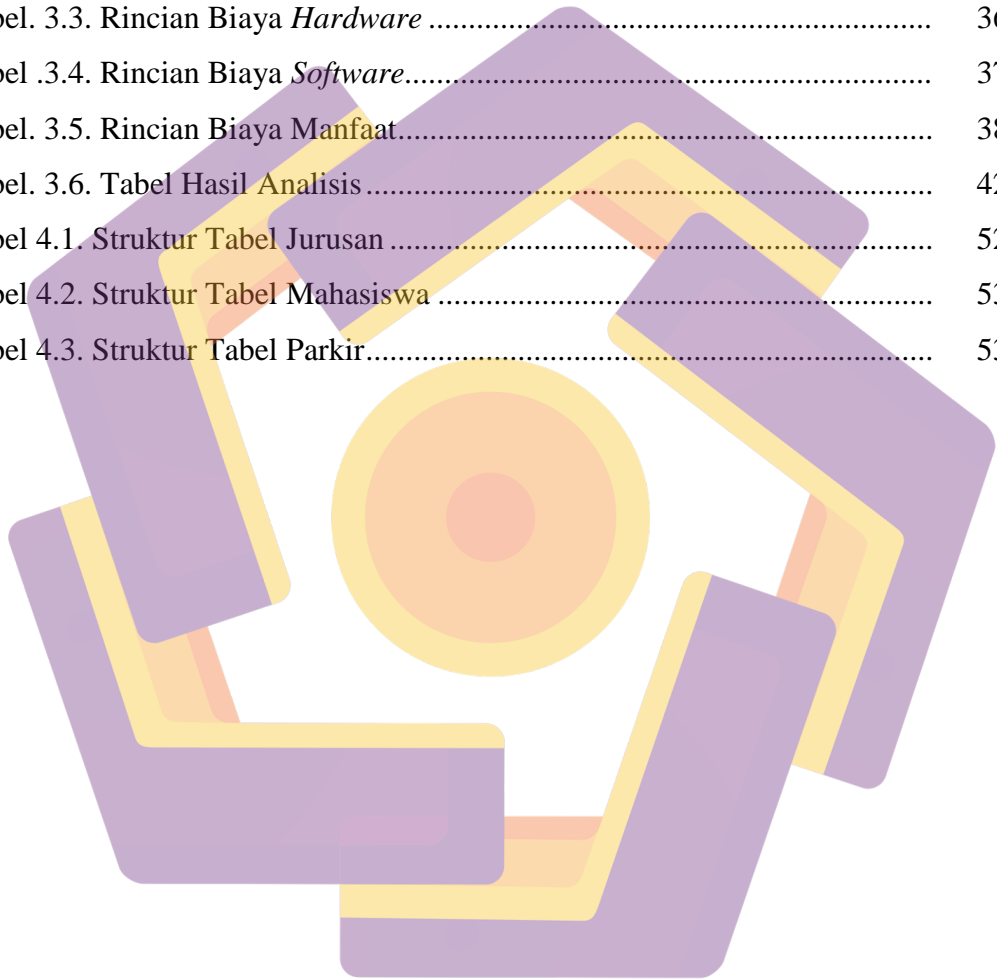 bel. 3.3. Rincian Biaya Hardware ................................................................ 36
bel .3.4. Rincian Biaya Software.................................................................. 37
bel. 3.5. Rincian Biaya Manfaat.................................................................... 38
bel. 3.6. Tabel Hasil Analisis ........................................................................ 42
bel 4.1. Struktur Tabel Jurusan ..................................................................... 52
bel 4.2. Struktur Tabel Mahasiswa ............................................................... 53
bel 4.3. Struktur Tabel Parkir........................................................................ 53